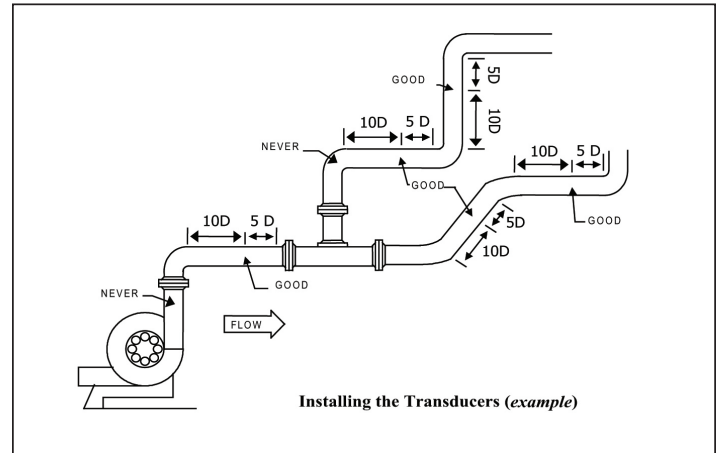 5D
GOOD
10D
10D 5 D
NEVER
10D 5 D
GOOD
GOOD
5D
10D 5 D
10D
NEVER
GOOD
FLOW
Installing the Transducers (example)